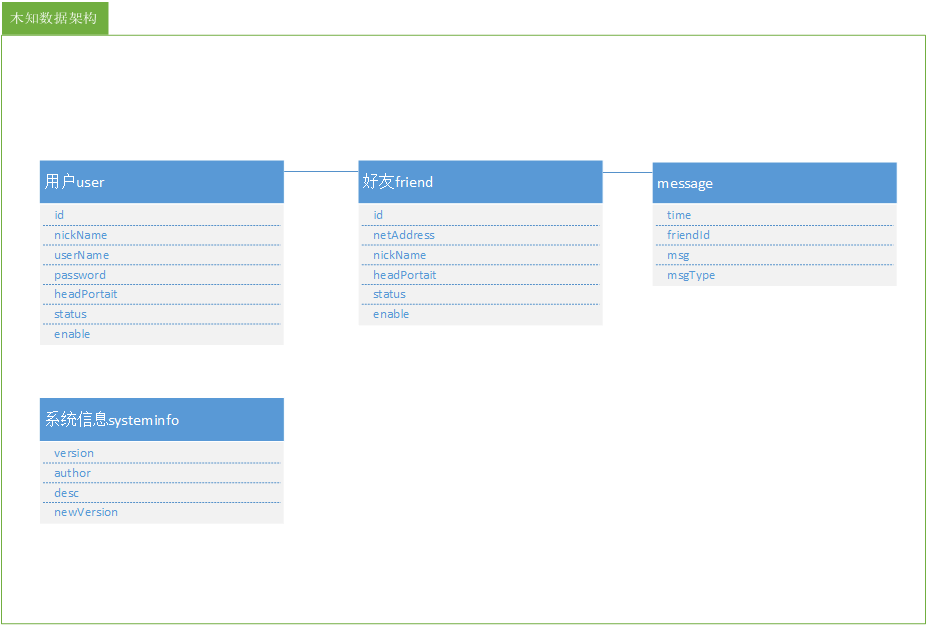 木知数据架构
用户user
id
nickName
userName
password
headPortait
status
enable
好友friend
id
netAddress
nickName
headPortait
status
enable
message
time
friendId
msg
msgType
系统信息systeminfo
version
author
desc
newVersion